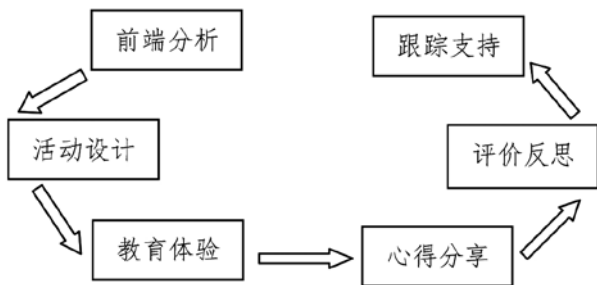 前端分析
活动设计
教育体验
心得分享
评价反思
跟踪支持